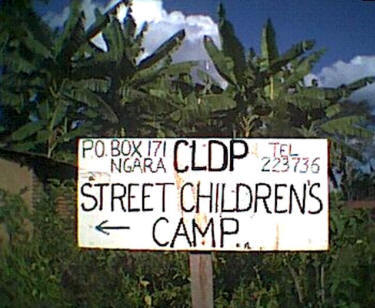 P.O. BOX 171 CLDP TEL
NGARA 223736
STREET CHILDREN'S
← CAMP